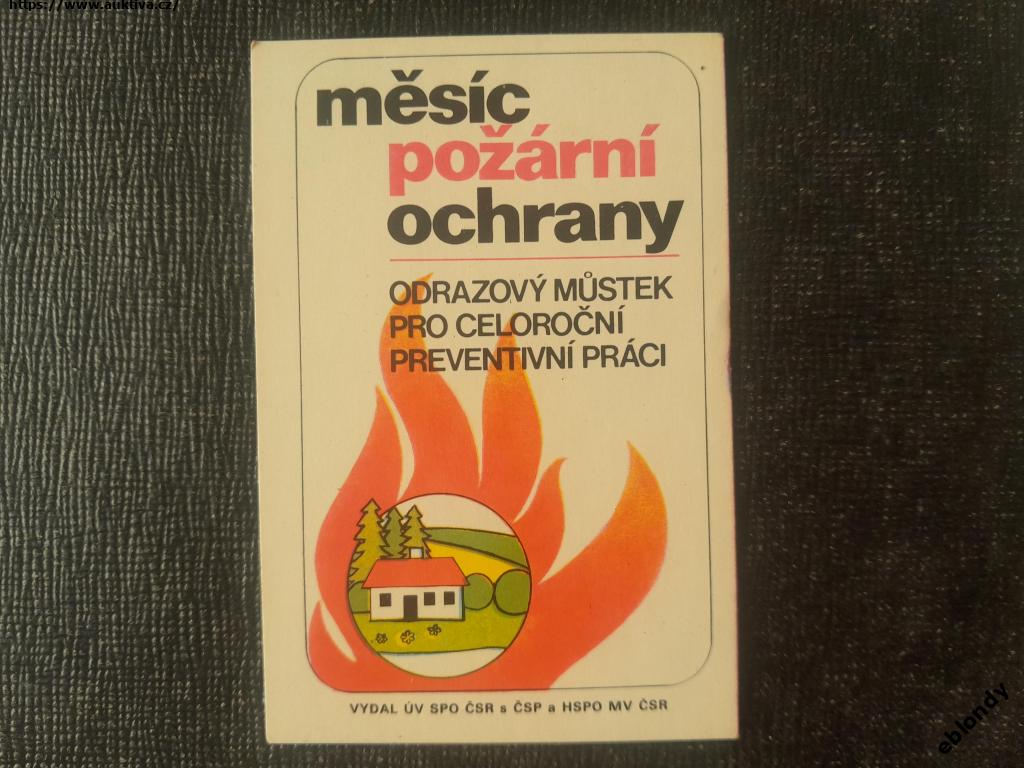 https://www.auktiva.cz/
měsíc
požární
ochrany
ODRAZOVÝ MŮSTEK
PRO CELOROČNÍ
PREVENTIVNÍ PRÁCI
VYDAL ÚV SPO ČSR s ČSP a HSPO MV ČSR
eblondy